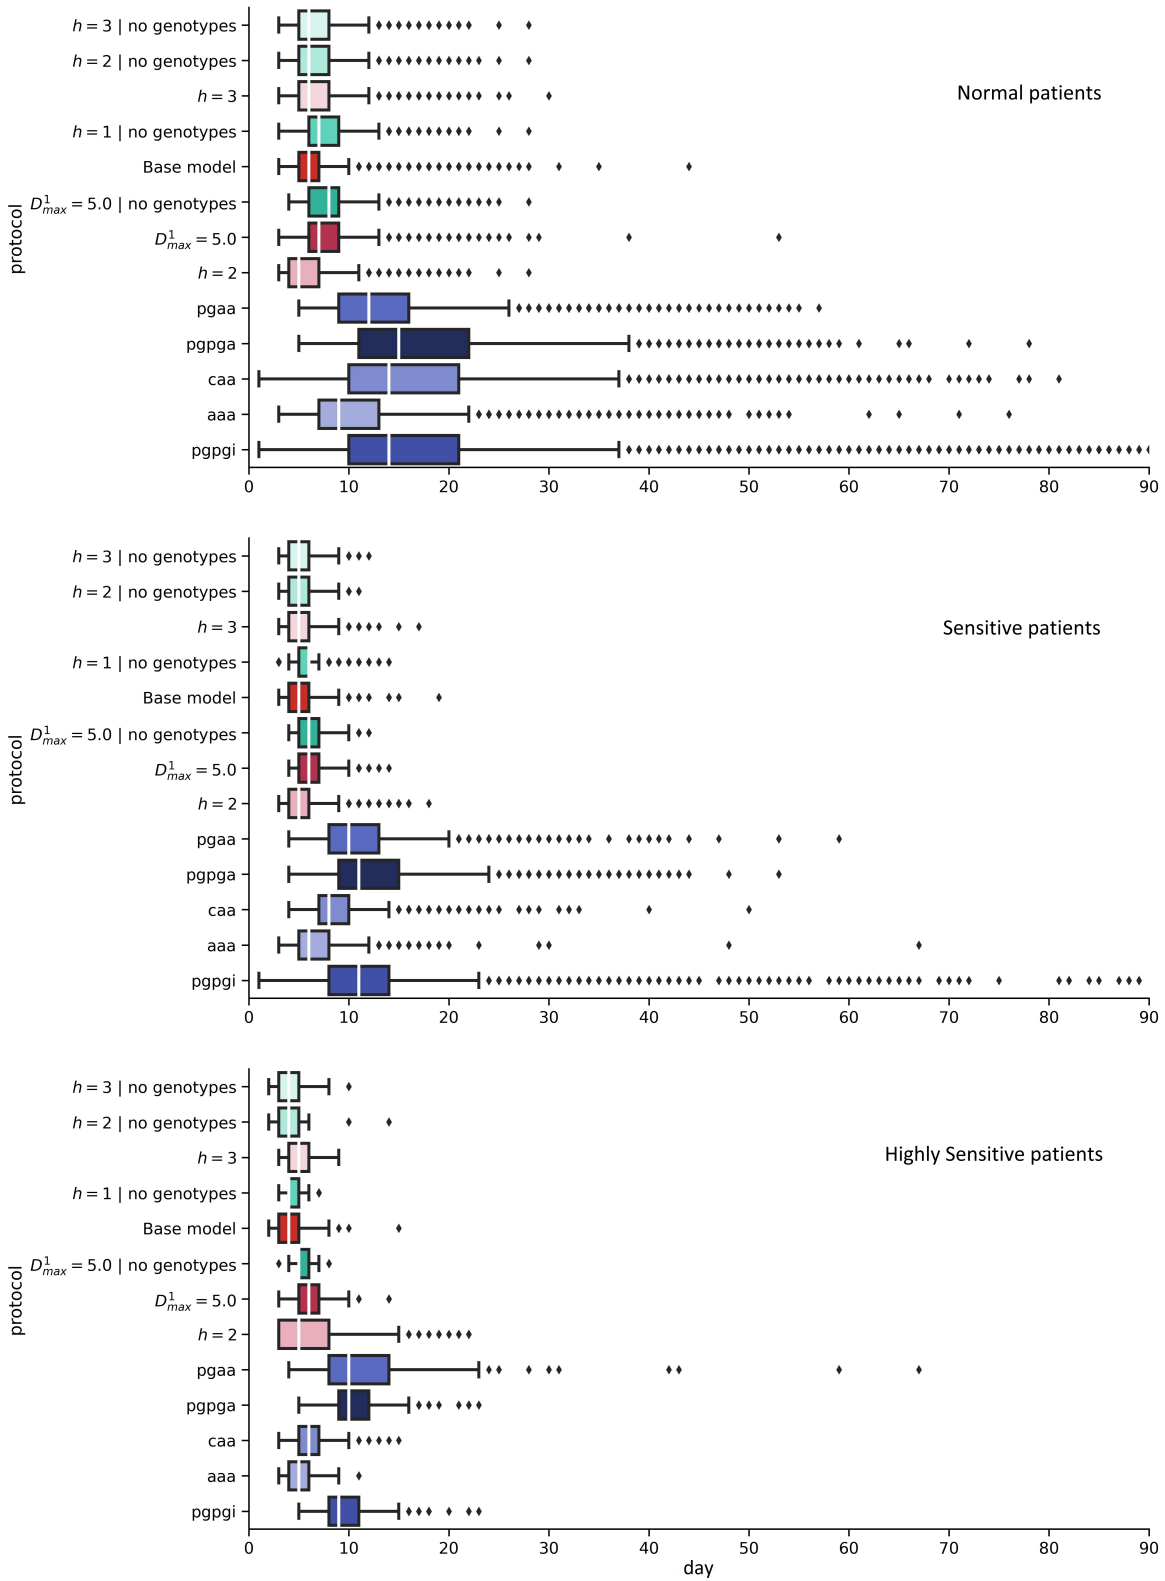 h = 3 | no genotypes
h = 2 | no genotypes
h = 3
Normal patients
h = 1 | no genotypes
Base model
D¹max = 5.0 | no genotypes
D¹max = 5.0
h = 2
pgaa
pgpga
caa
aaa
pgpgi
protocol
0 10 20 30 40 50 60 70 80 90
h = 3 | no genotypes
h = 2 | no genotypes
h = 3
Sensitive patients
h = 1 | no genotypes
Base model
D¹max = 5.0 | no genotypes
D¹max = 5.0
h = 2
pgaa
pgpga
caa
aaa
pgpgi
protocol
0 10 20 30 40 50 60 70 80 90
h = 3 | no genotypes
h = 2 | no genotypes
h = 3
Highly Sensitive patients
h = 1 | no genotypes
Base model
D¹max = 5.0 | no genotypes
D¹max = 5.0
h = 2
pgaa
pgpga
caa
aaa
pgpgi
protocol
0 10 20 30 40 50 60 70 80 90
day